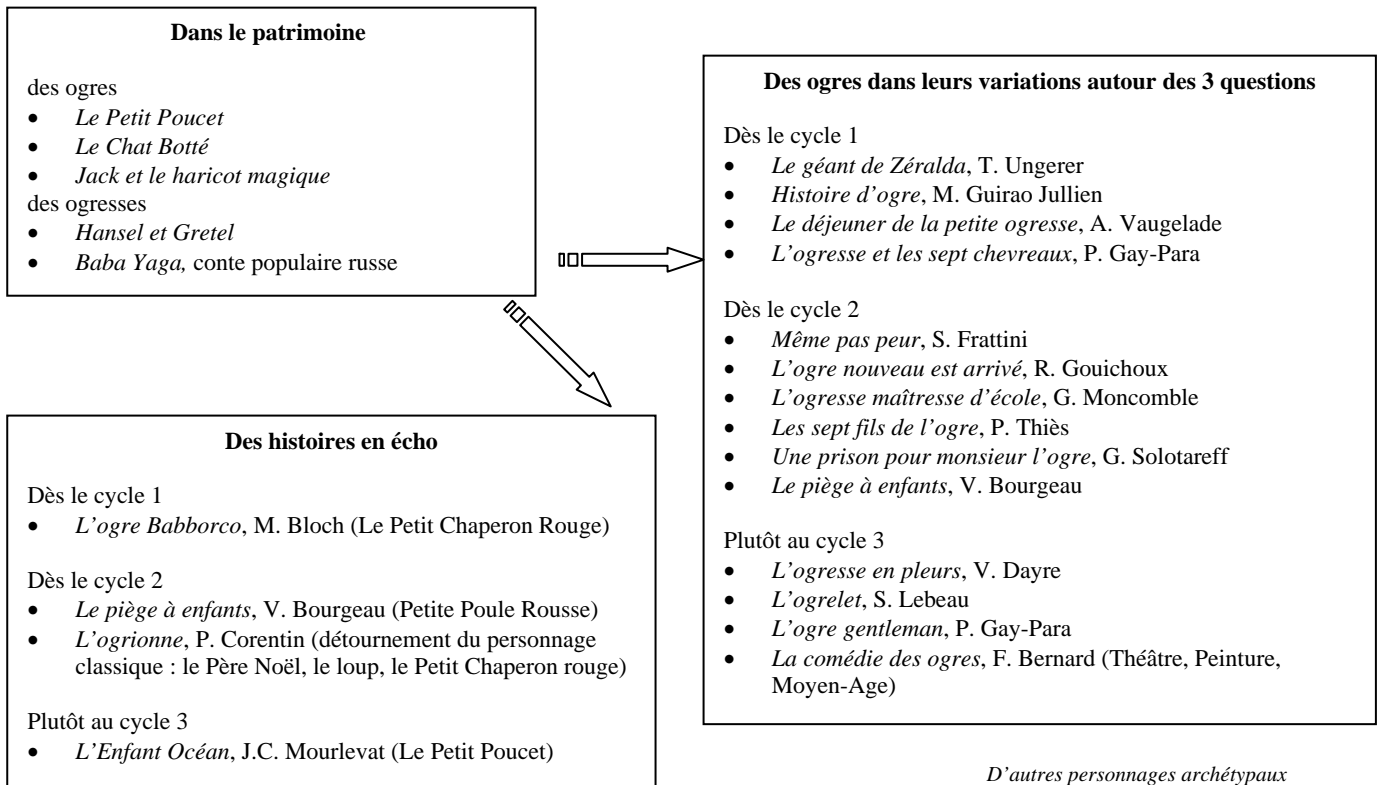 Dans le patrimoine
des ogres
• Le Petit Poucet
• Le Chat Botté
• Jack et le haricot magique
des ogresses
• Hansel et Gretel
• Baba Yaga, conte populaire russe
Des ogres dans leurs variations autour des 3 questions
Dès le cycle 1
• Le géant de Zéralda, T. Ungerer
• Histoire d'ogre, M. Guirao Jullien
• Le déjeuner de la petite ogresse, A. Vaugelade
• L'ogresse et les sept chevreaux, P. Gay-Para
Dès le cycle 2
• Même pas peur, S. Frattini
• L'ogre nouveau est arrivé, R. Gouichoux
• L'ogresse maîtresse d'école, G. Moncomble
• Les sept fils de l'ogre, P. Thiès
• Une prison pour monsieur l'ogre, G. Solotareff
• Le piège à enfants, V. Bourgeau
Plutôt au cycle 3
• L'ogresse en pleurs, V. Dayre
• L'ogrelet, S. Lebeau
• L'ogre gentleman, P. Gay-Para
• La comédie des ogres, F. Bernard (Théâtre, Peinture,
Moyen-Age)
Des histoires en écho
Dès le cycle 1
• L'ogre Babborco, M. Bloch (Le Petit Chaperon Rouge)
Dès le cycle 2
• Le piège à enfants, V. Bourgeau (Petite Poule Rousse)
• L'ogrionne, P. Corentin (détournement du personnage
classique : le Père Noël, le loup, le Petit Chaperon rouge)
Plutôt au cycle 3
• L'Enfant Océan, J.C. Mourlevat (Le Petit Poucet)
D'autres personnages archétypaux